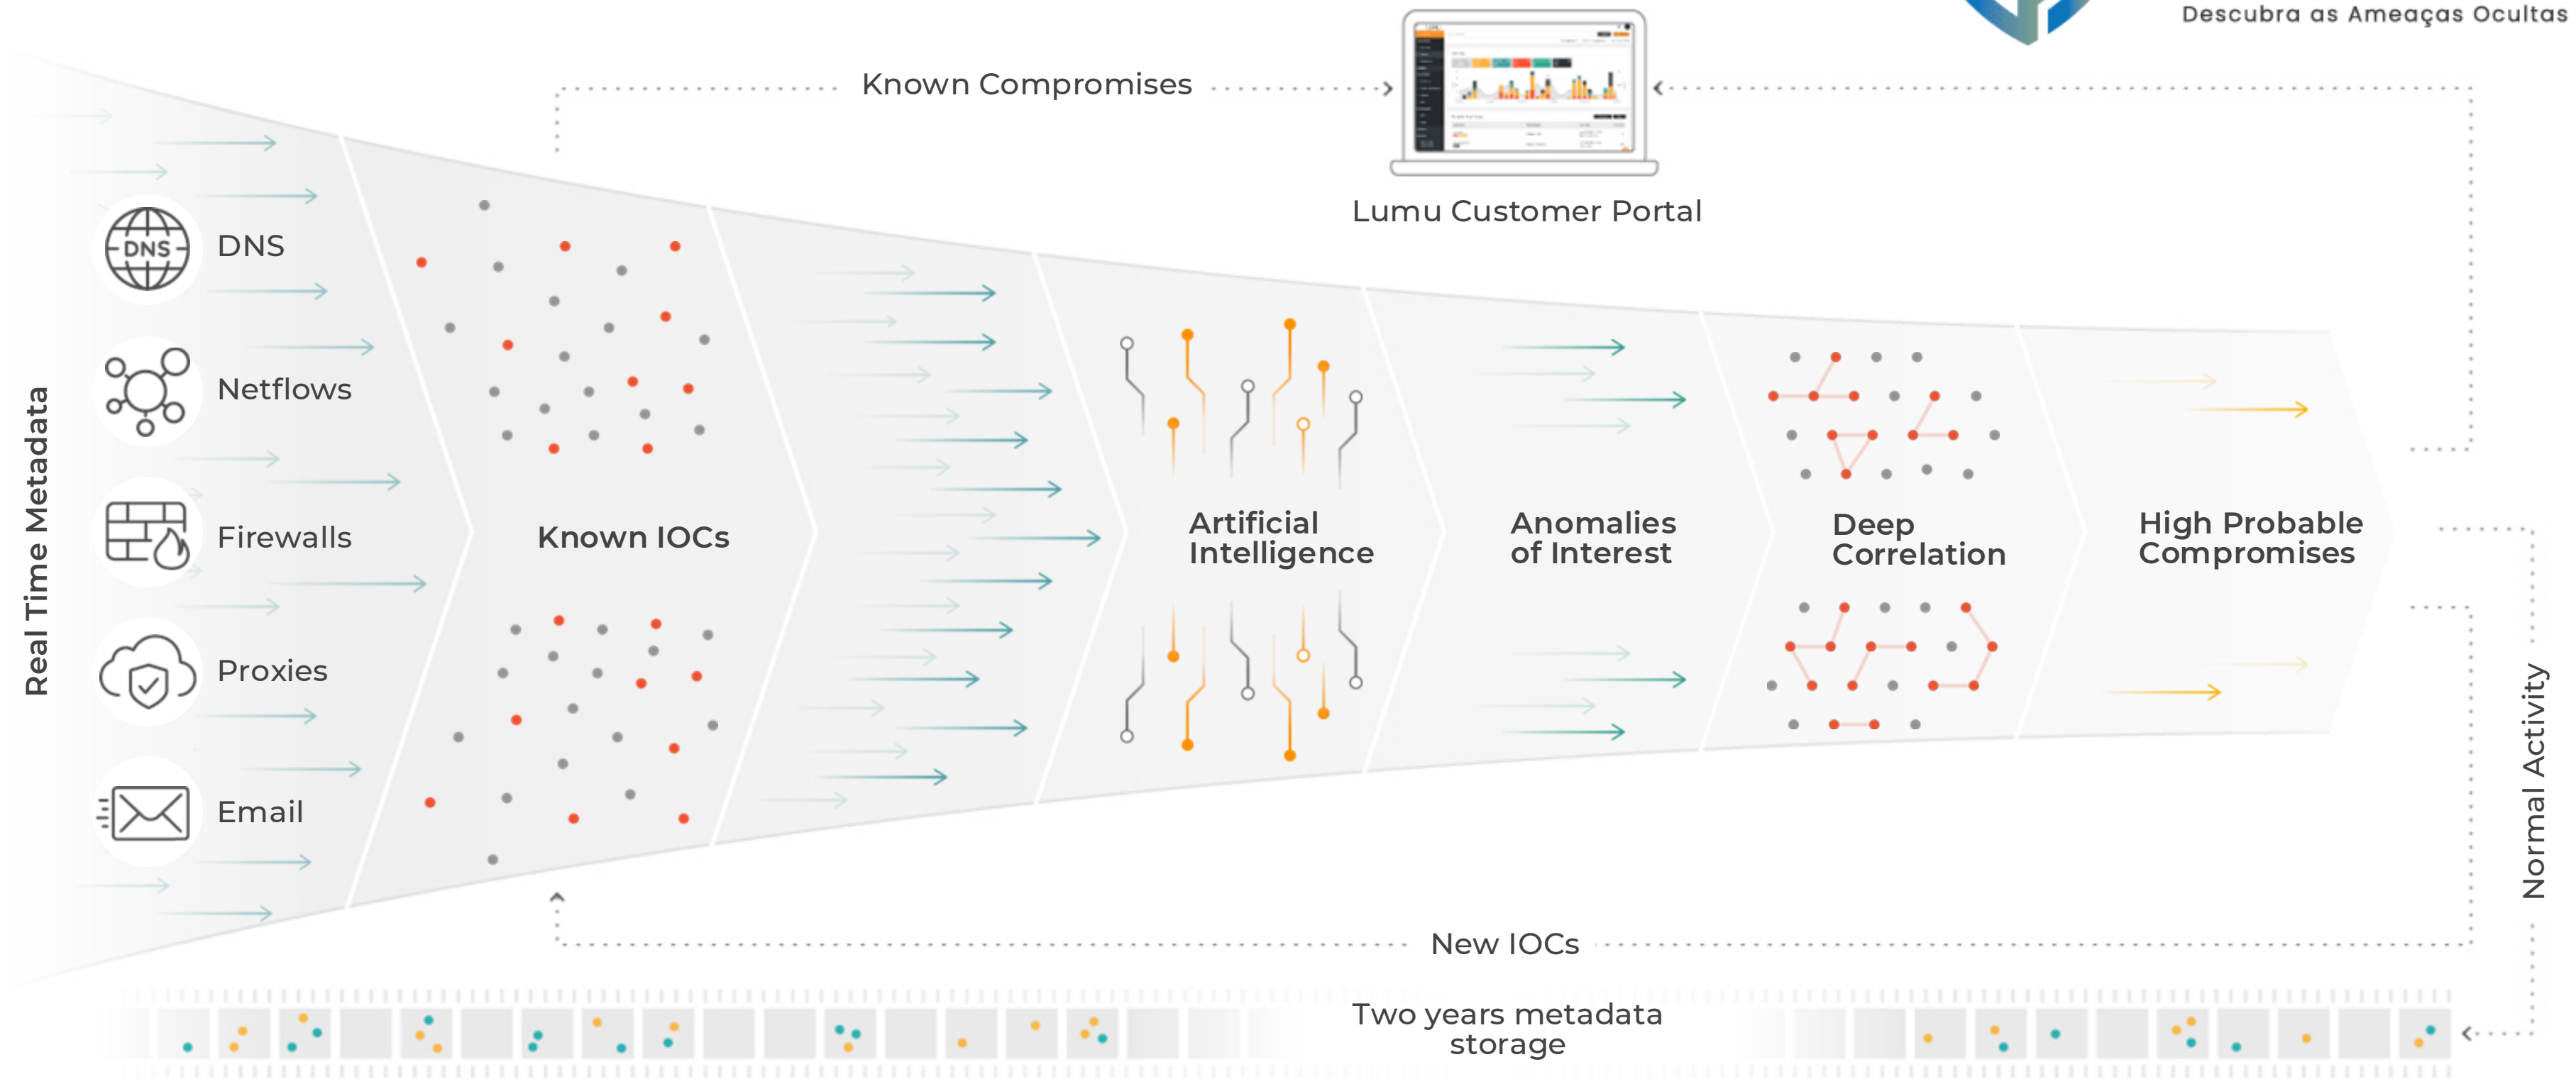 Descubra as Ameaças Ocultas
Known Compromises
Lumu Customer Portal
Real Time Metadata
DNS
DNS
Netflows
Firewalls
Proxies
Email
Known IOCs
Artificial
Intelligence
Anomalies
of Interest
Deep
Correlation
High Probable
Compromises
Normal Activity
New IOCs
Two years metadata
storage